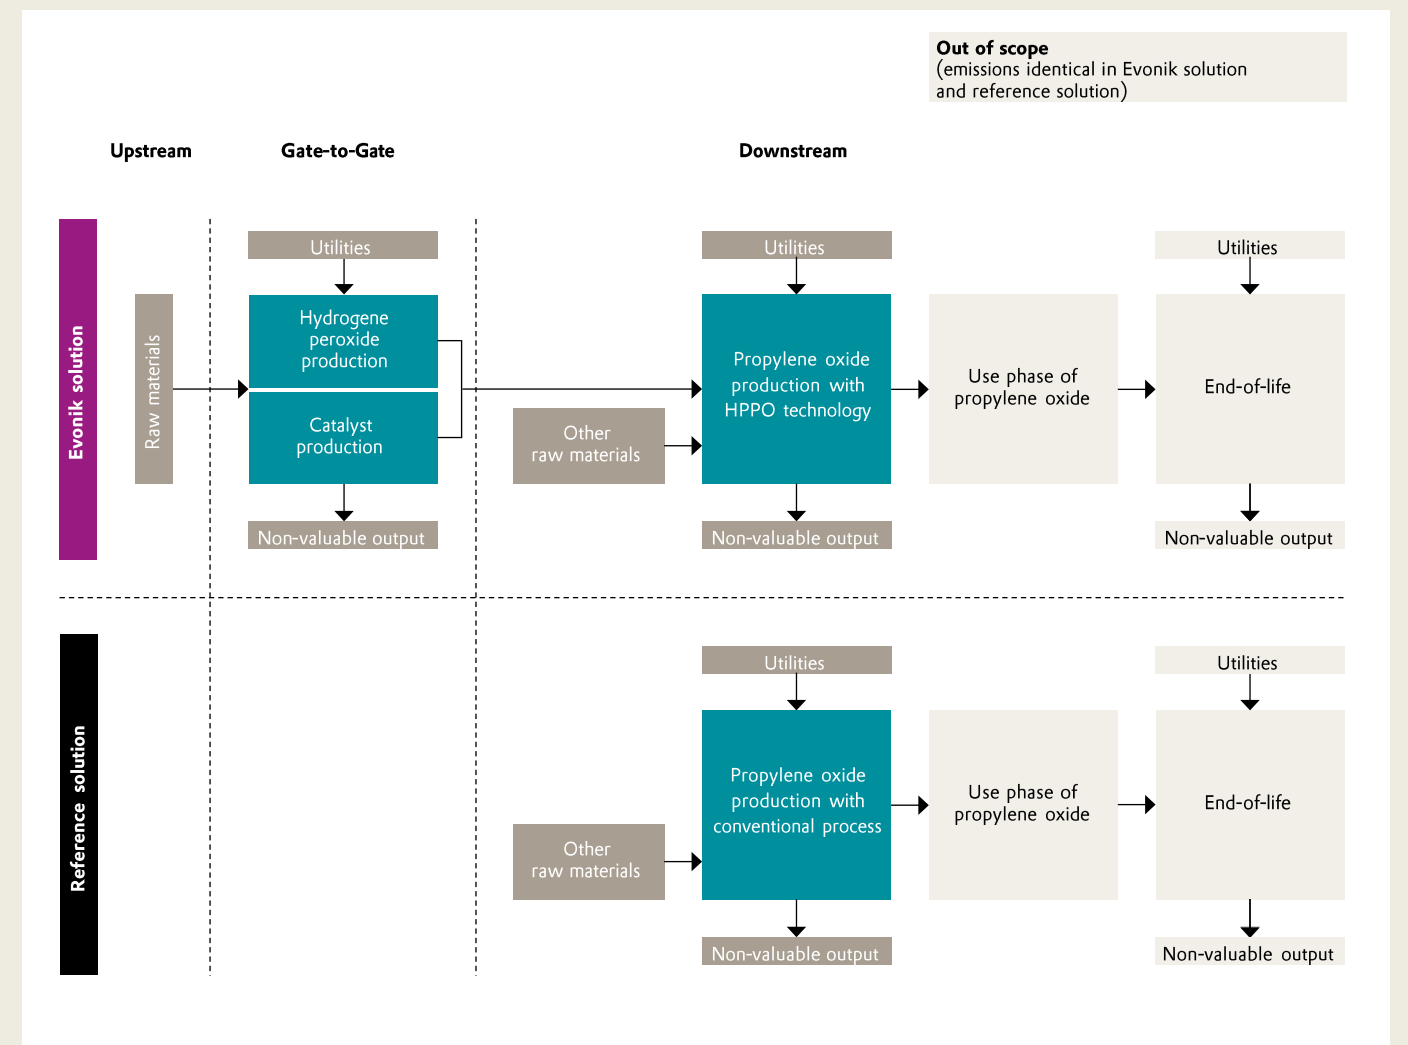 Out of scope
(emissions identical in Evonik solution
and reference solution)
Upstream
Gate-to-Gate
Downstream
Evonik solution
Raw materials
Utilities
Hydrogene
peroxide
production
Catalyst
production
Non-valuable output
Other
raw materials
Utilities
Propylene oxide
production with
HPPO technology
Non-valuable output
Use phase of
propylene oxide
Utilities
End-of-life
Non-valuable output
Reference solution
Other
raw materials
Utilities
Propylene oxide
production with
conventional process
Non-valuable output
Use phase of
propylene oxide
Utilities
End-of-life
Non-valuable output